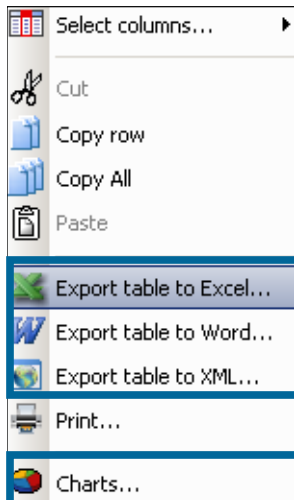 Select columns...
Cut
Copy row
Copy All
Paste
Export table to Excel...
Export table to Word...
Export table to XML...
Print...
Charts...